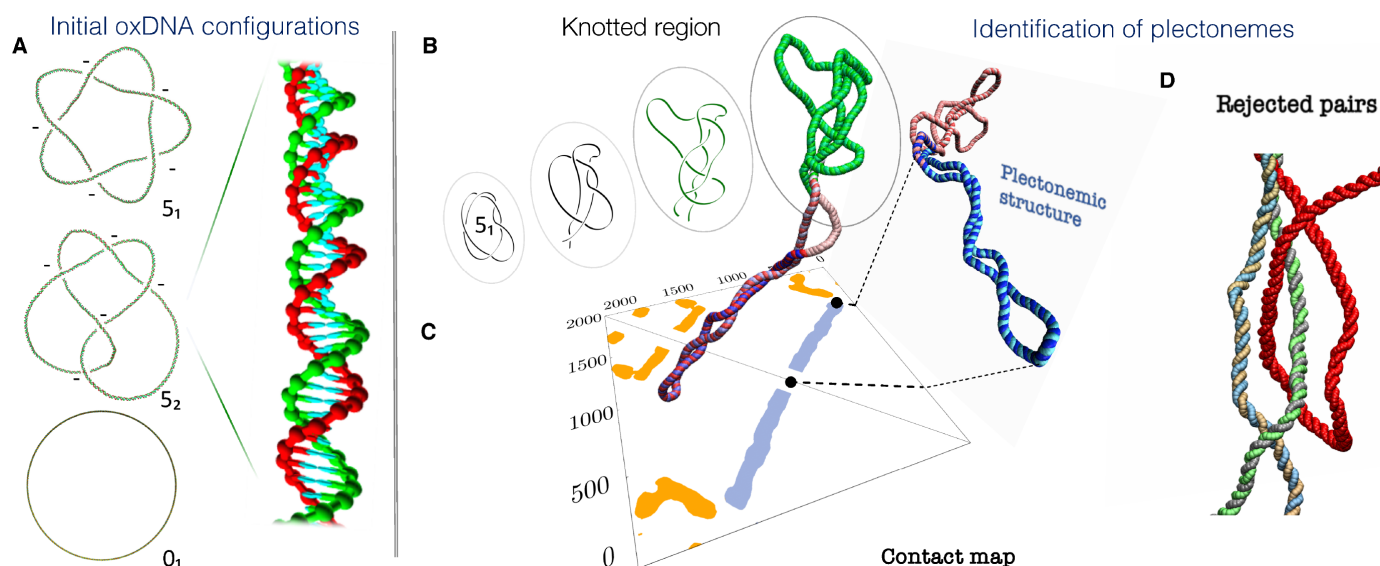 Initial oxDNA configurations
A
-
-
-
-
-
5₁
-
-
-
-
-
5₂
0₁
B
Knotted region
5₁
Identification of plectonemes
Plectonemic
structure
C
0
1000
1500
2000
2000
1500
1000
500
0
Contact map
D
Rejected pairs